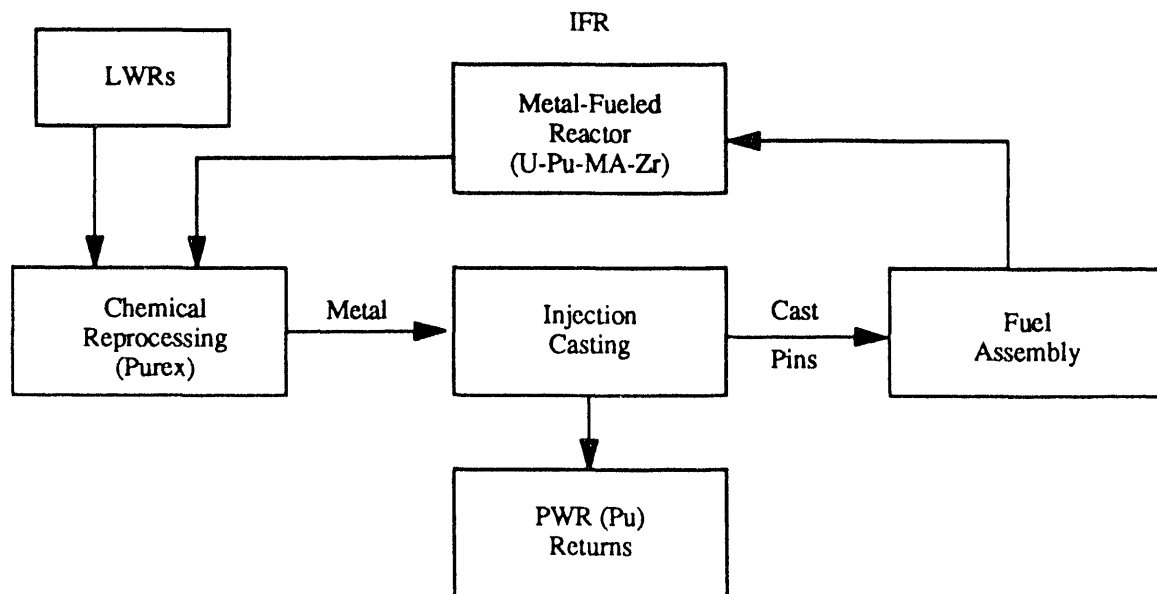 IFR
LWRs
Metal-Fueled
Reactor
(U-Pu-MA-Zr)
Chemical
Reprocessing
(Purex)
Metal
Injection
Casting
Cast
Pins
Fuel
Assembly
PWR (Pu)
Returns